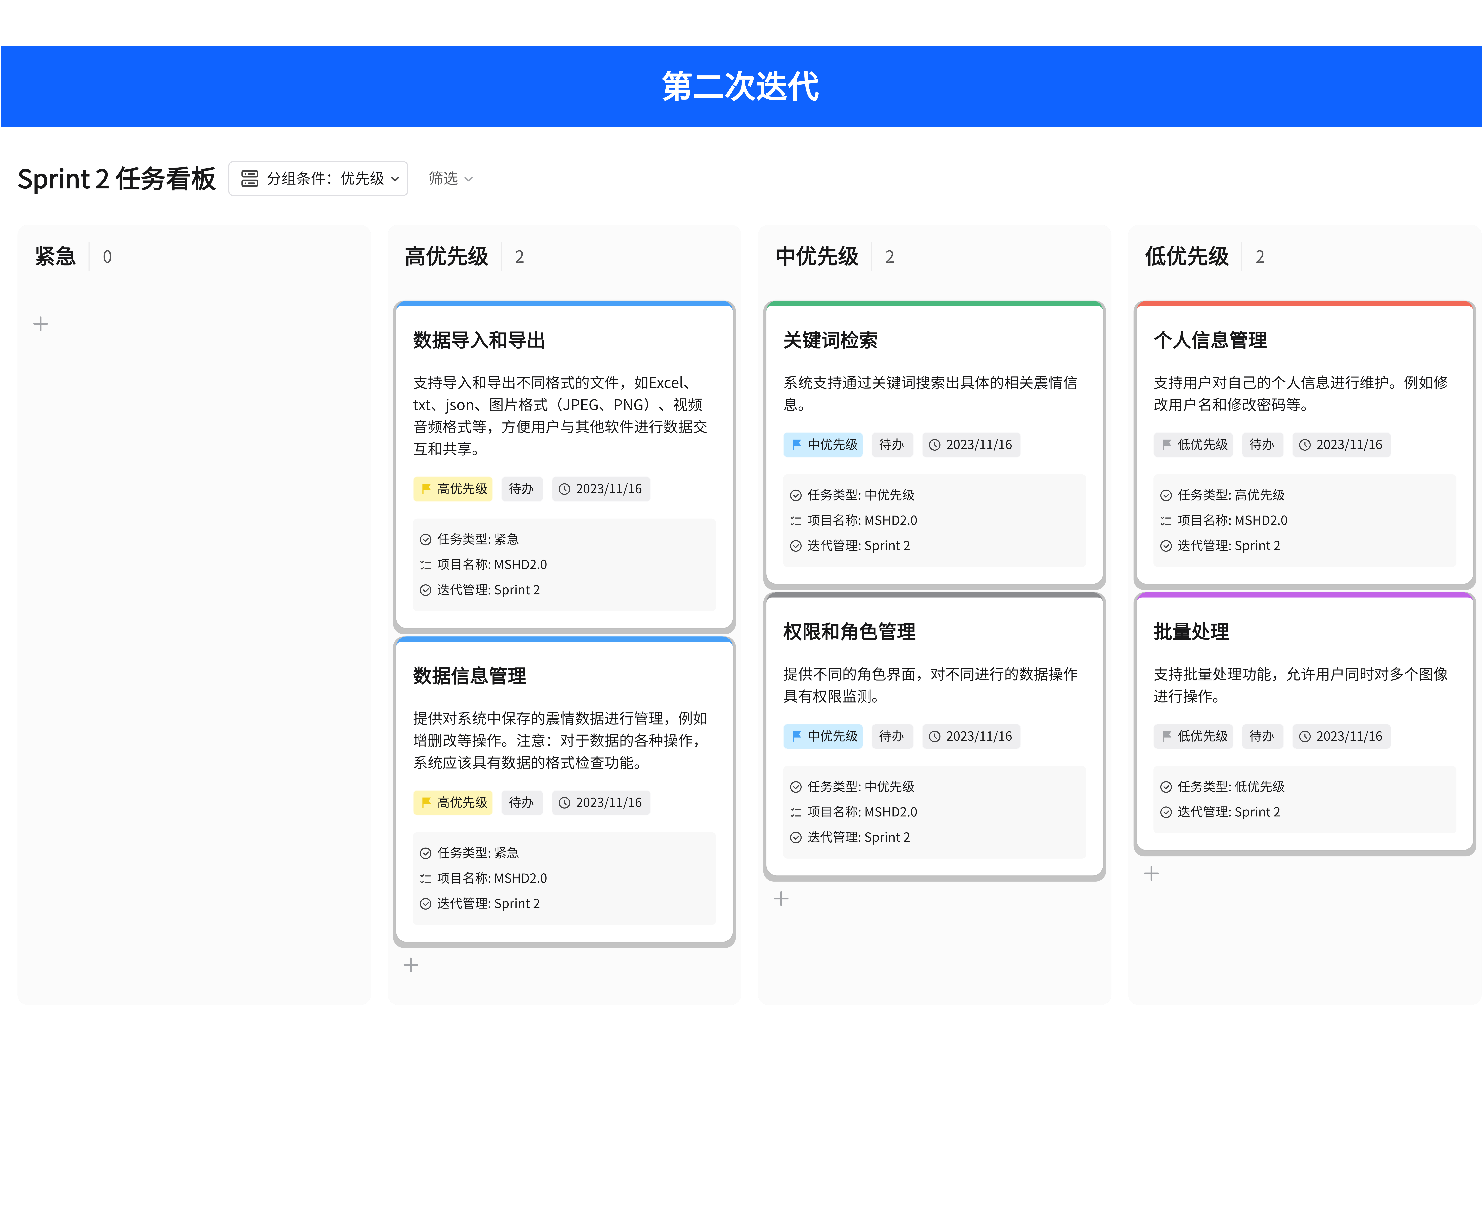 第二次迭代
Sprint 2 任务看板
分组条件：优先级
筛选
紧急 0
高优先级 2
数据导入和导出
支持导入和导出不同格式的文件，如Excel、
txt、json、图片格式（JPEG、PNG）、视频
音频格式等，方便用户与其他软件进行数据交
互和共享。
高优先级 待办 2023/11/16
任务类型: 紧急
项目名称: MSHD2.0
迭代管理: Sprint 2
数据信息管理
提供对系统中保存的震情数据进行管理，例如
增删改等操作。注意：对于数据的各种操作，
系统应该具有数据的格式检查功能。
高优先级 待办 2023/11/16
任务类型: 紧急
项目名称: MSHD2.0
迭代管理: Sprint 2
中优先级 2
关键词检索
系统支持通过关键词搜索出具体的相关震情信
息。
中优先级 待办 2023/11/16
任务类型: 中优先级
项目名称: MSHD2.0
迭代管理: Sprint 2
权限和角色管理
提供不同的角色界面，对不同进行的数据操作
具有权限监测。
中优先级 待办 2023/11/16
任务类型: 中优先级
项目名称: MSHD2.0
迭代管理: Sprint 2
低优先级 2
个人信息管理
支持用户对自己的个人信息进行维护。例如修
改用户名和修改密码等。
低优先级 待办 2023/11/16
任务类型: 高优先级
项目名称: MSHD2.0
迭代管理: Sprint 2
批量处理
支持批量处理功能，允许用户同时对多个图像
进行操作。
低优先级 待办 2023/11/16
任务类型: 低优先级
迭代管理: Sprint 2